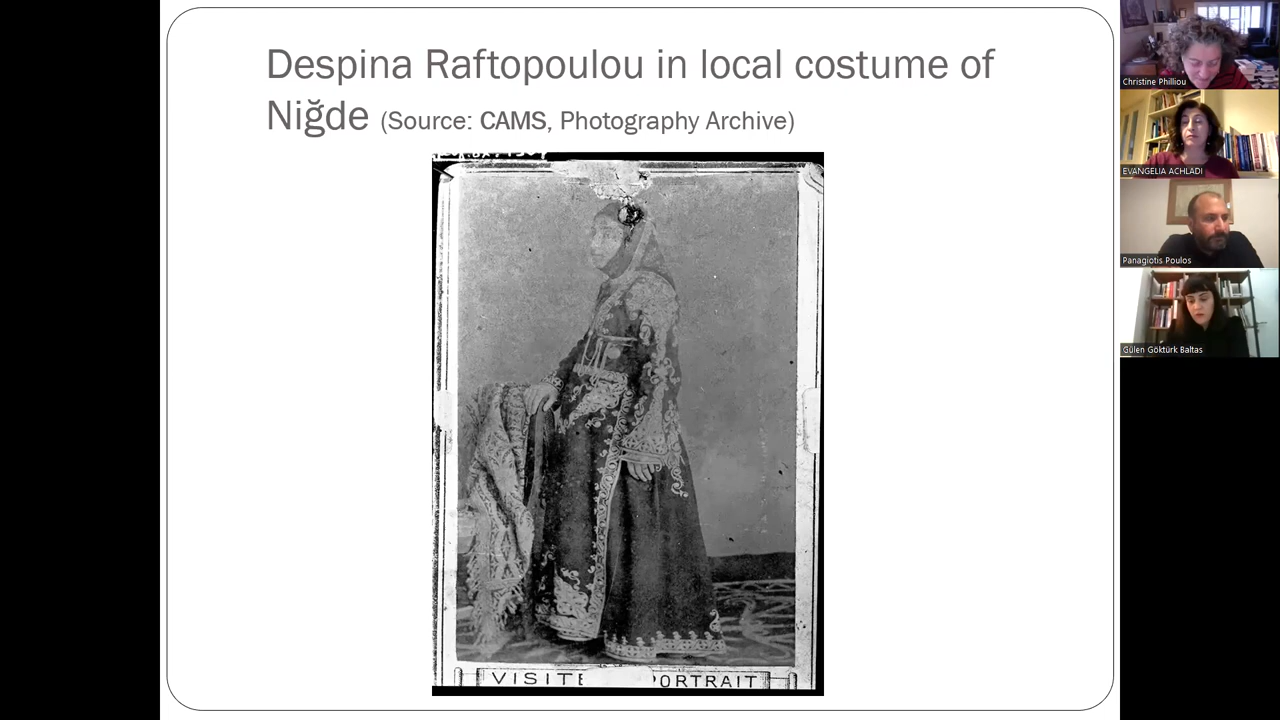 Despina Raftopoulou in local costume of
Niğde (Source: CAMS, Photography Archive)
VISITE PORTRAIT
Christine Philliou
EVANGELIA ACHLADI
Panagiotis Poulos
Gülen Göktürk Baltas